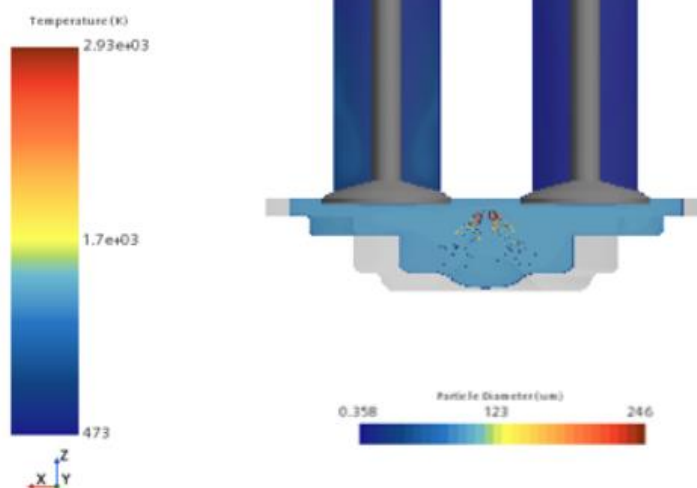 Temperature (K)
2.93e+03
1.7e+03
473
Z
X Y
Particle Diameter (um)
0.358 123 246